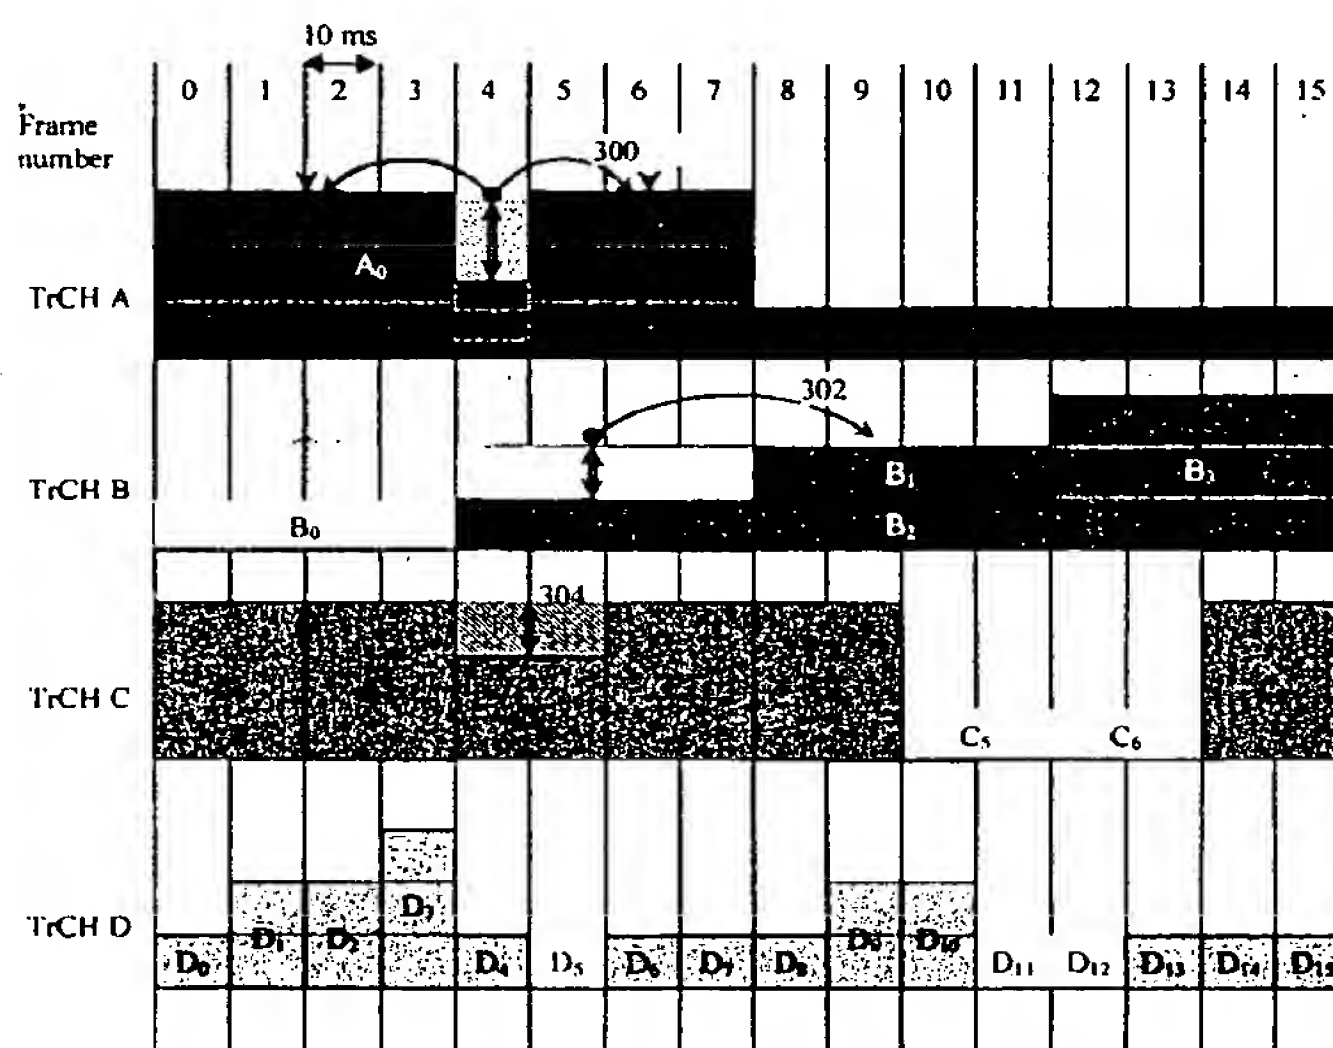 10 ms
0 1 2 3 4 5 6 7 8 9 10 11 12 13 14 15
Frame
number
300
A₀
TrCH A
302
B₁
TrCH B
B₀
B₂
304
TrCH C
C₅ C₆
TrCH D
D₀ D₁ D₂ D₃ D₄ D₅ D₆ D₇ D₈ D₉ D₁₀ D₁₁ D₁₂ D₁₃ D₁₄ D₁₅